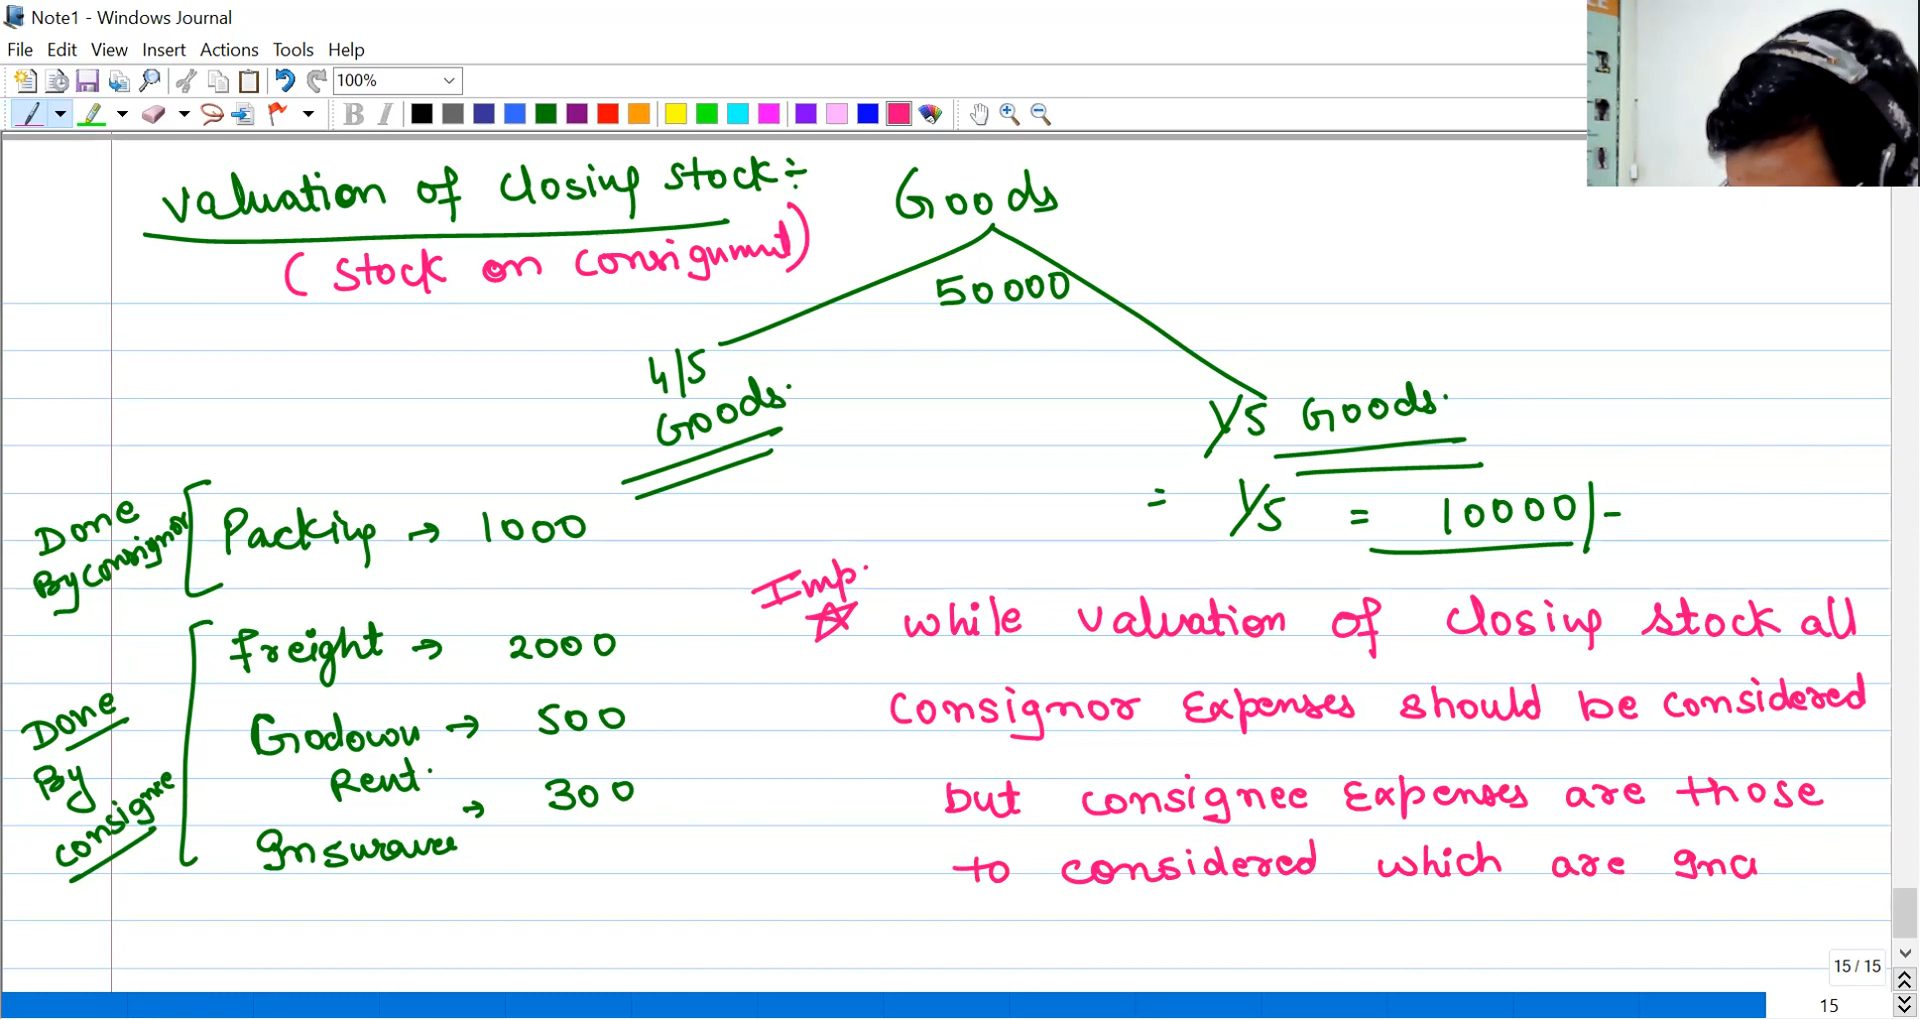 Note1 - Windows Journal
File Edit View Insert Actions Tools Help
100%
B I
Valuation of closing stock÷
(Stock on consignment)
Goods
50000
4/5
Goods.
1/5 Goods.
= 1/5 = 10000/-
Done
By consignor
Packing → 1000
Done
By
consignee
Freight → 2000
Godown → 500
Rent.
→ 300
Insurance
Imp.
while valuation of closing stock all
consignor Expenses should be considered
but consignee Expenses are those
to considered which are Inc
15 / 15
15